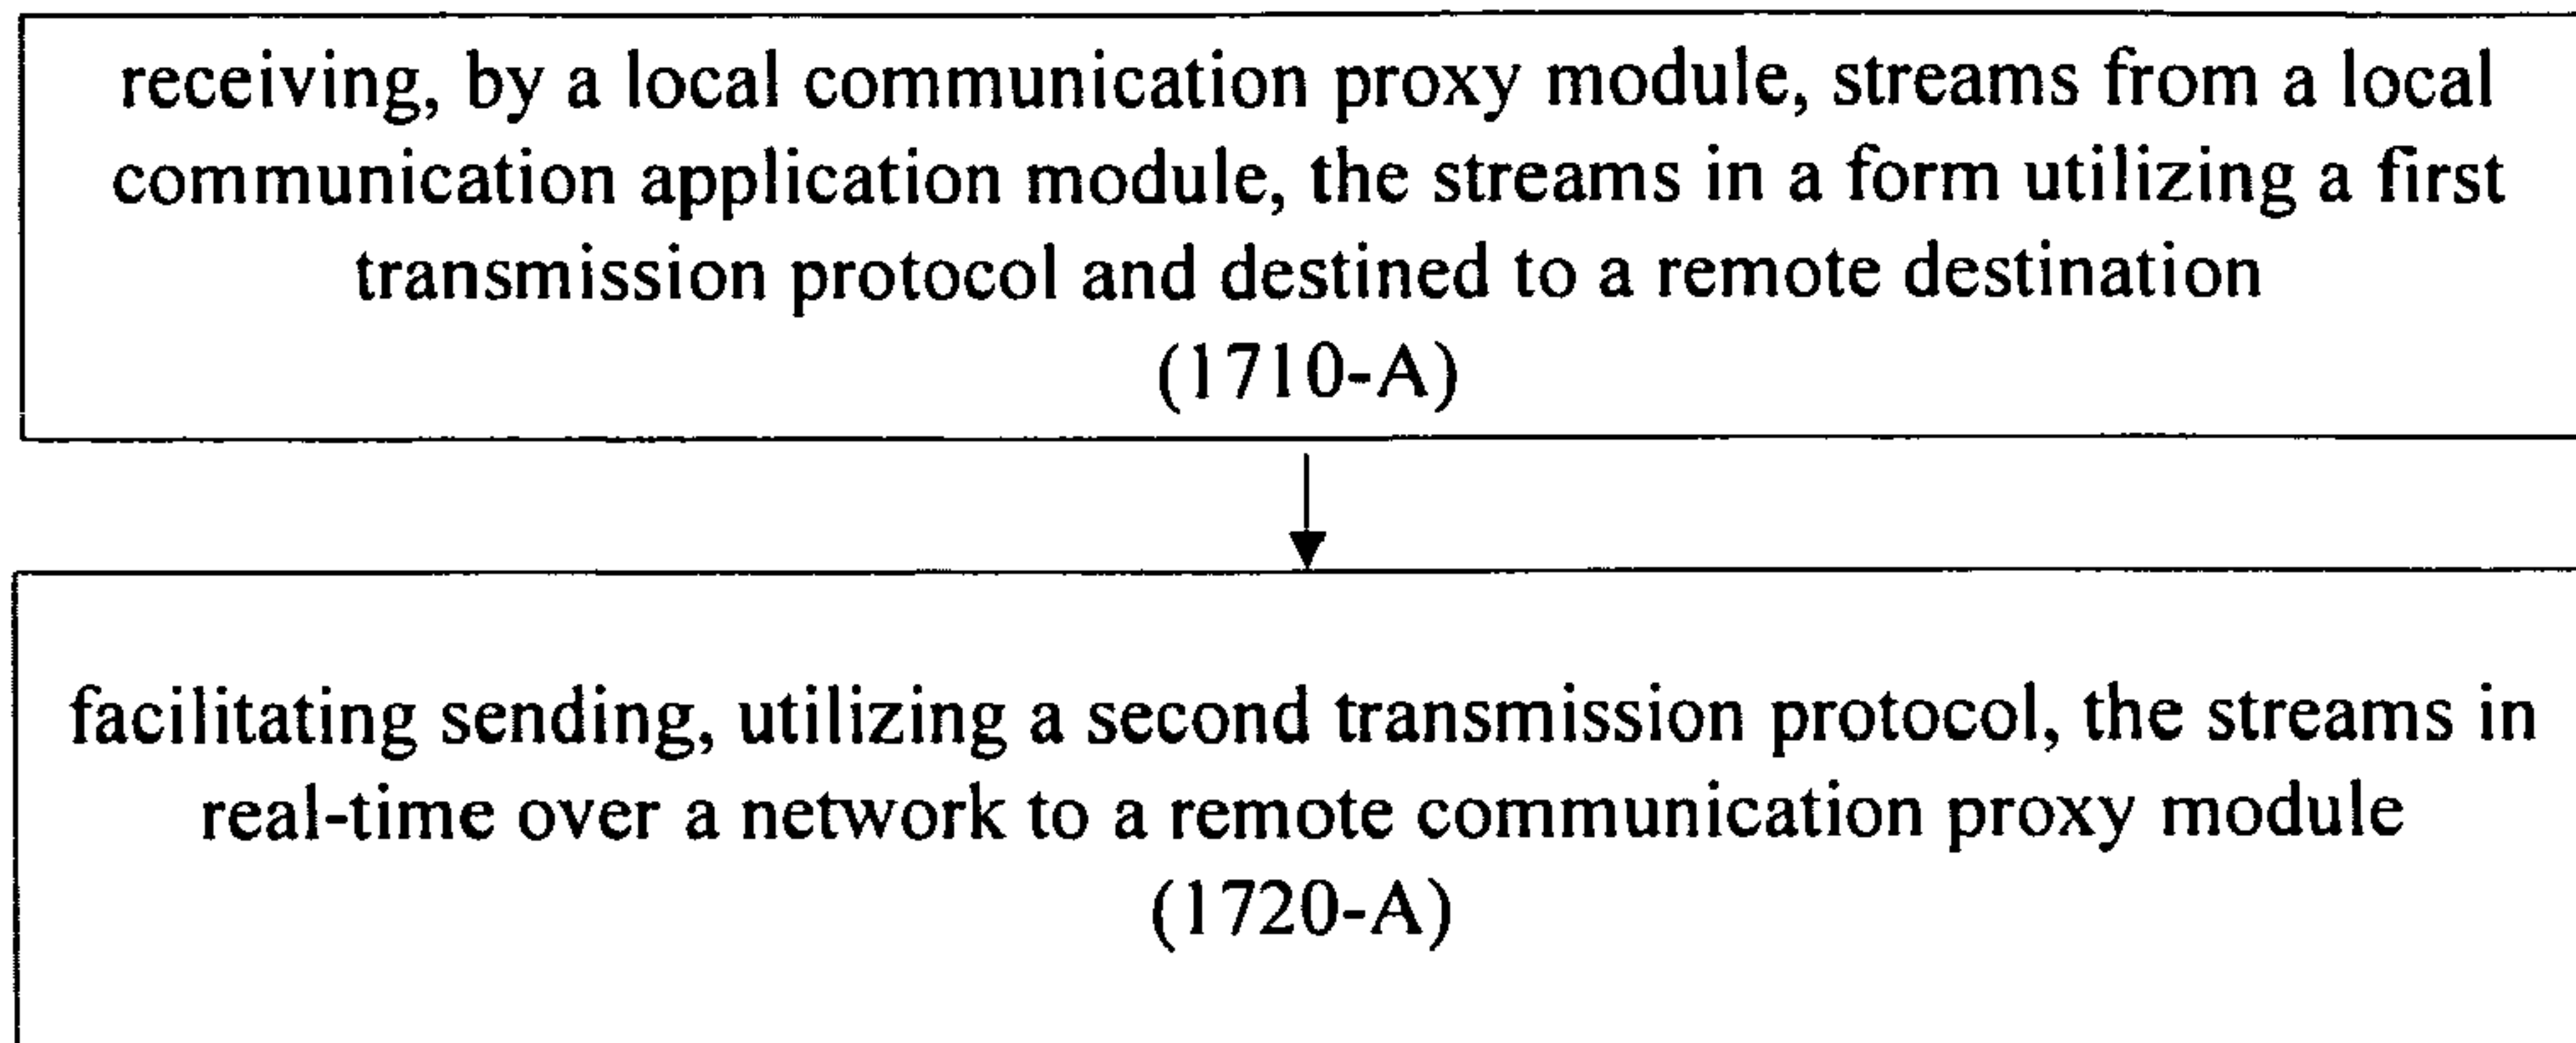 receiving, by a local communication proxy module, streams from a local
communication application module, the streams in a form utilizing a first
transmission protocol and destined to a remote destination
(1710-A)
facilitating sending, utilizing a second transmission protocol, the streams in
real-time over a network to a remote communication proxy module
(1720-A)